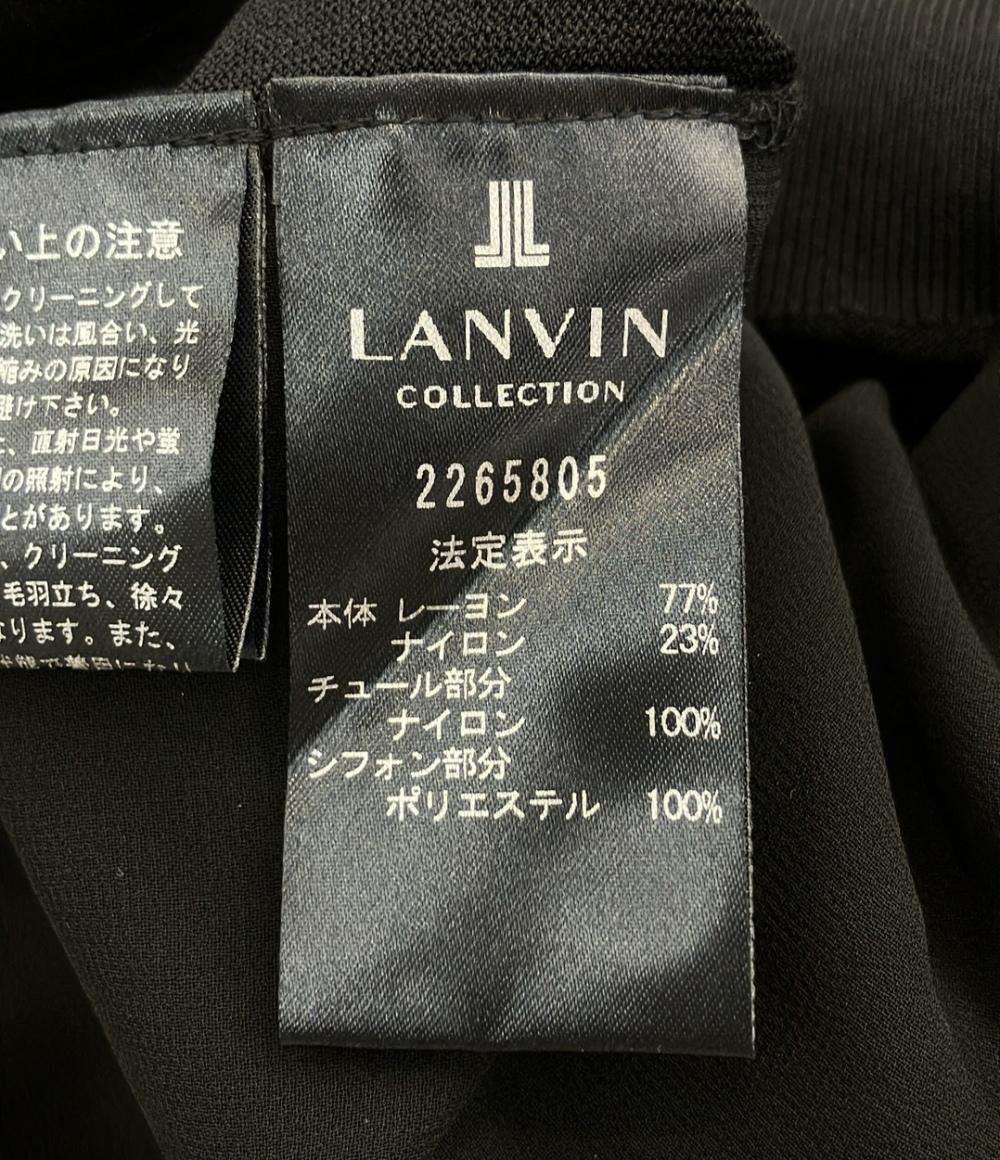 い上の注意
クリーニングして
洗いは風合い、光
縮みの原因になり
避け下さい。
、直射日光や蛍
の照射により、
とがあります。
、クリーニング
毛羽立ち、徐々
なります。また、
LANVIN
COLLECTION
2265805
法定表示
本体 レーヨン 77%
ナイロン 23%
チュール部分
ナイロン 100%
シフォン部分
ポリエステル 100%